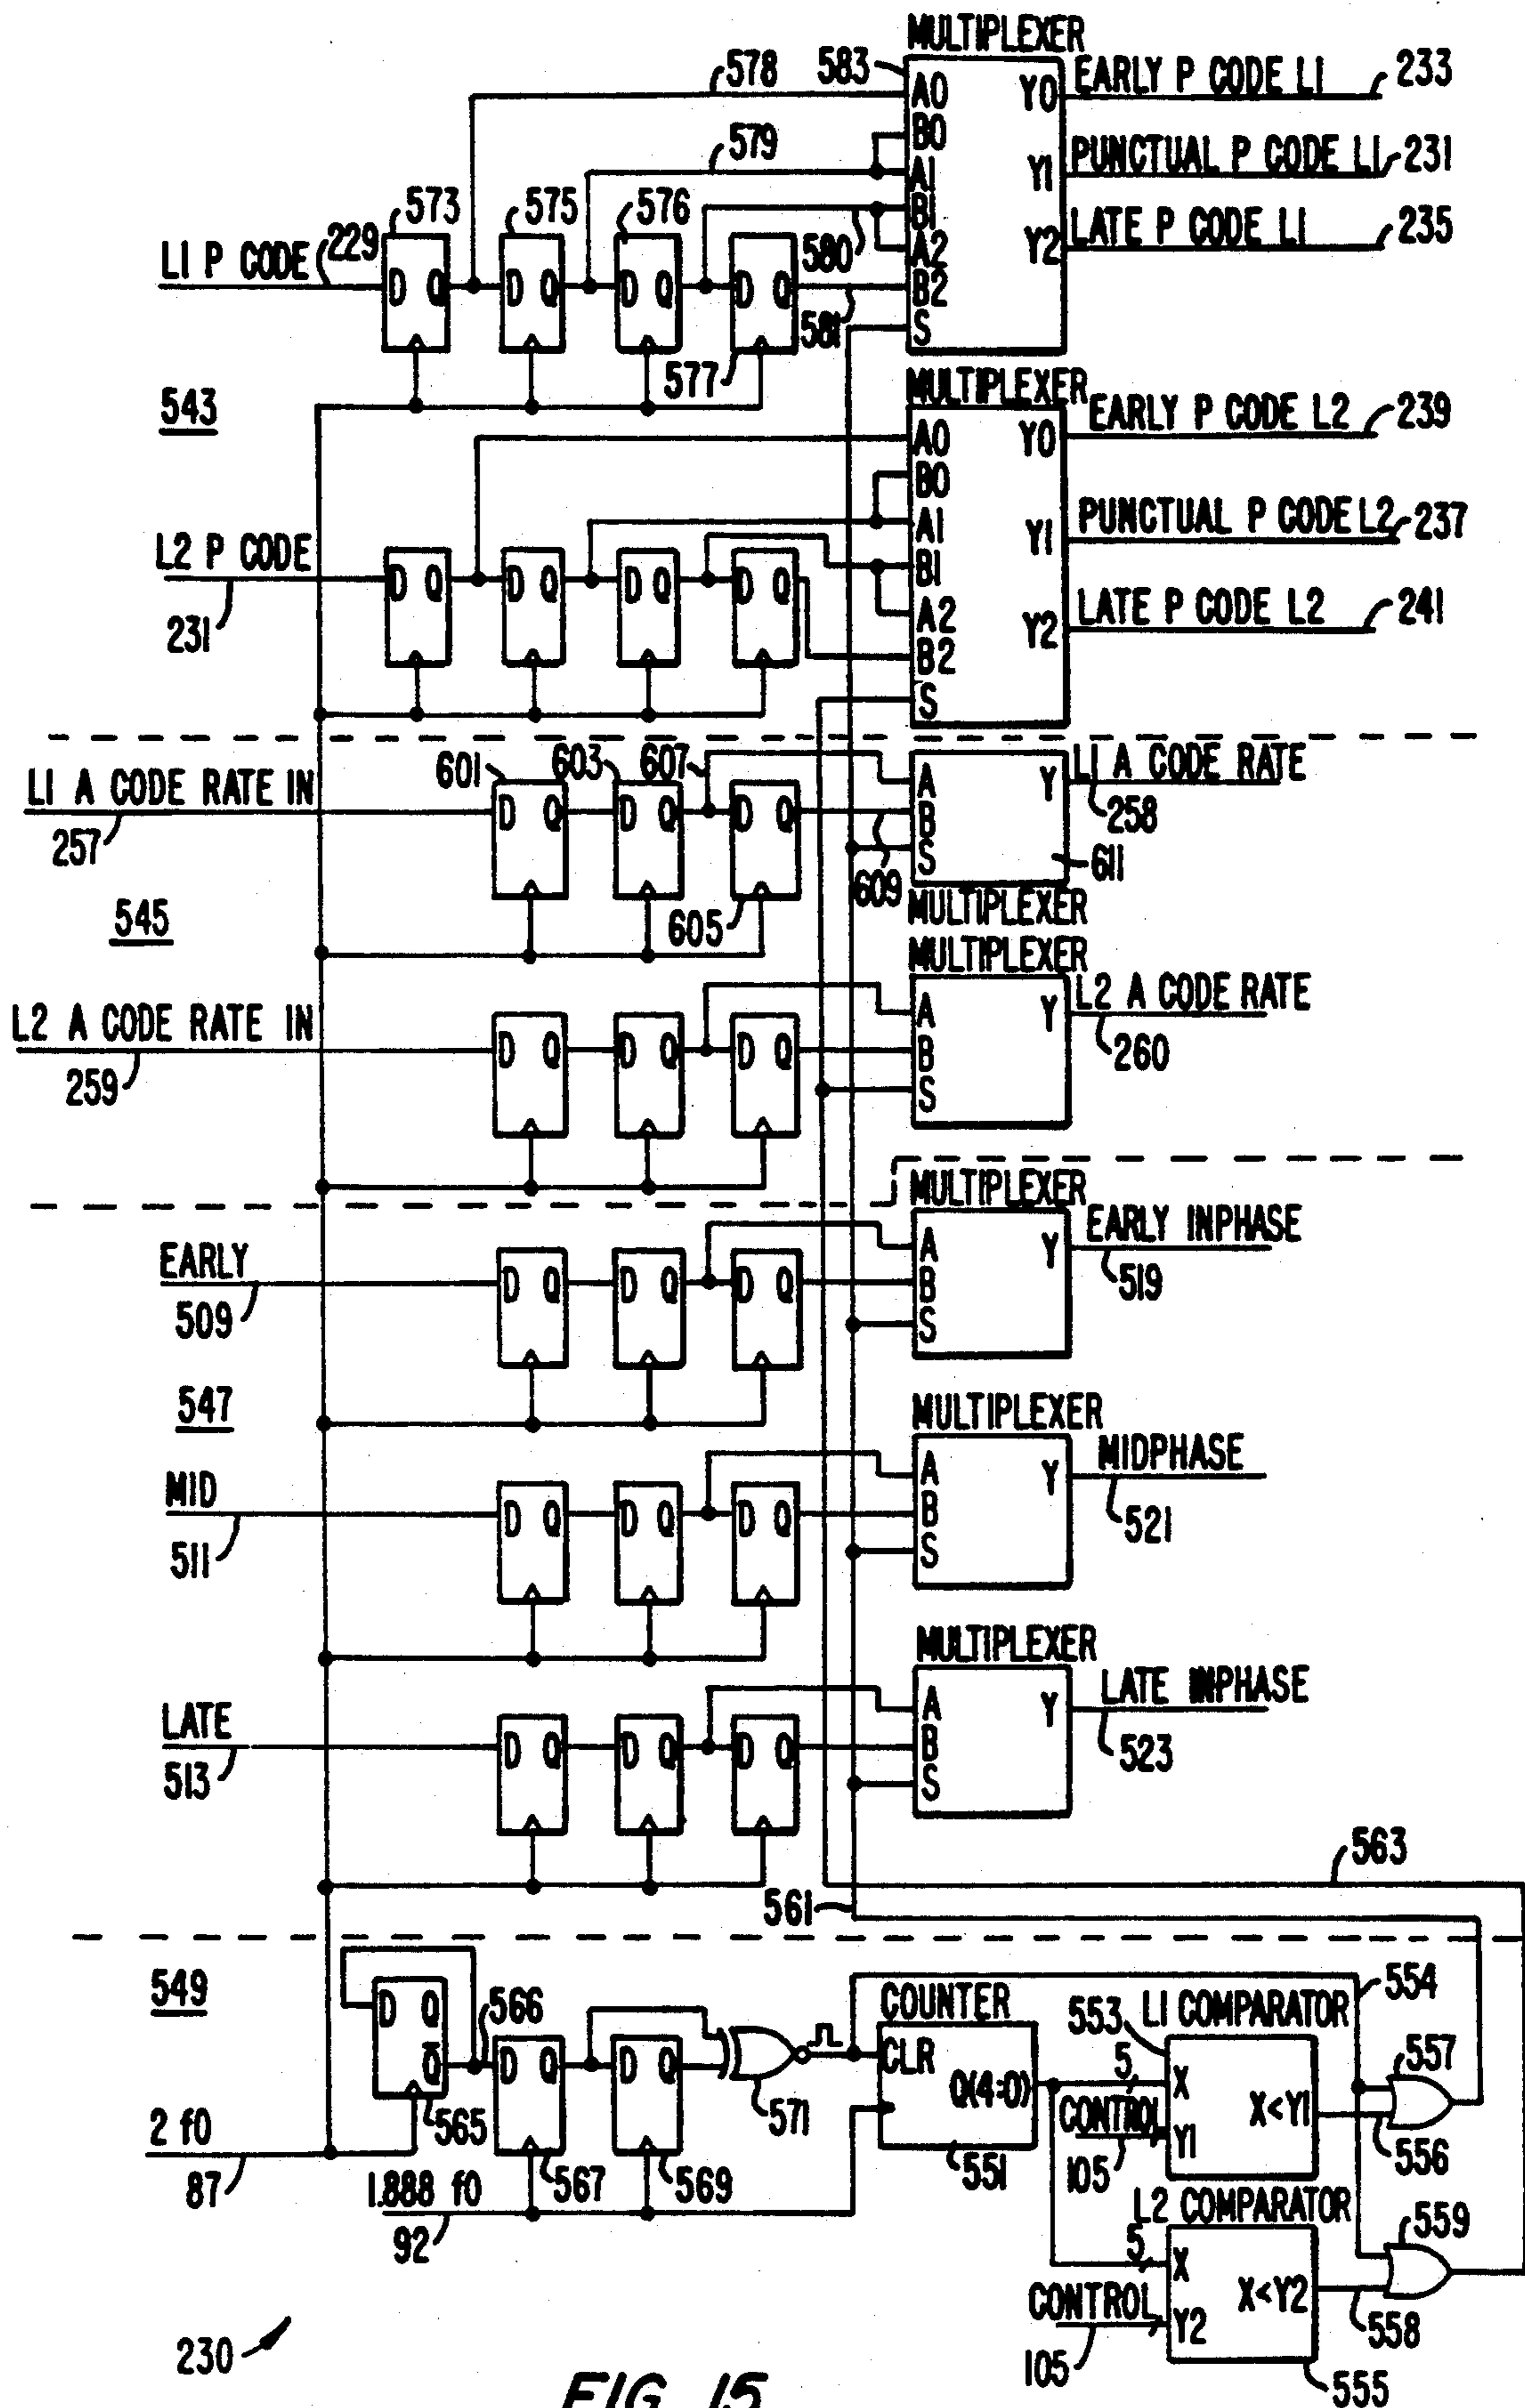 MULTIPLEXER
583
578
A0 Y0 EARLY P CODE L1 233
B0
579
A1 Y1 PUNCTUAL P CODE L1 231
B1
580
A2 Y2 LATE P CODE L1 235
B2
581
S
573 575 576
L1 P CODE 229
D Q D Q D Q D Q
577
543
MULTIPLEXER
A0 Y0 EARLY P CODE L2 239
B0
A1 Y1 PUNCTUAL P CODE L2 237
B1
A2 Y2 LATE P CODE L2 241
B2
S
L2 P CODE
231
D Q D Q D Q D Q
601 603 607
L1 A CODE RATE IN
257
D Q D Q D Q
605
609
A Y L1 A CODE RATE
258
B
S
611
MULTIPLEXER
545
MULTIPLEXER
L2 A CODE RATE IN
259
D Q D Q D Q
A Y L2 A CODE RATE
260
B
S
MULTIPLEXER
EARLY
509
D Q D Q D Q
A Y EARLY INPHASE
519
B
S
547
MULTIPLEXER
MID
511
D Q D Q D Q
A Y MIDPHASE
521
B
S
MULTIPLEXER
LATE
513
D Q D Q D Q
A Y LATE INPHASE
523
B
S
563
561
549
D Q
Q̅
565
566
D Q D Q
567 569
571
2 f0
87
1.888 f0
92
COUNTER
CLR
Q(4:0)
551
554
553
L1 COMPARATOR
5
X
X<Y1
CONTROL
105
Y1
557
556
L2 COMPARATOR
5
X
X<Y2
CONTROL
105
Y2
559
558
555
230
FIG. 15